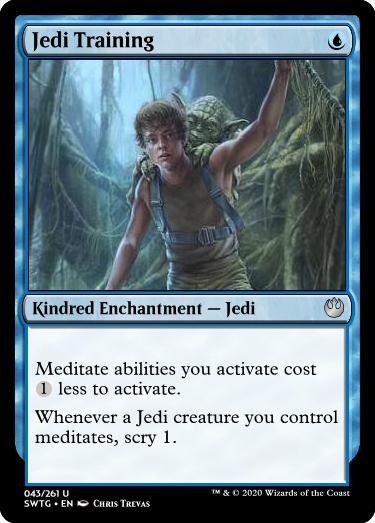 Jedi Training
Kindred Enchantment — Jedi
Meditate abilities you activate cost
1 less to activate.
Whenever a Jedi creature you control
meditates, scry 1.
043/261 U
SWTG • EN Chris Trevas
™ & © 2020 Wizards of the Coast